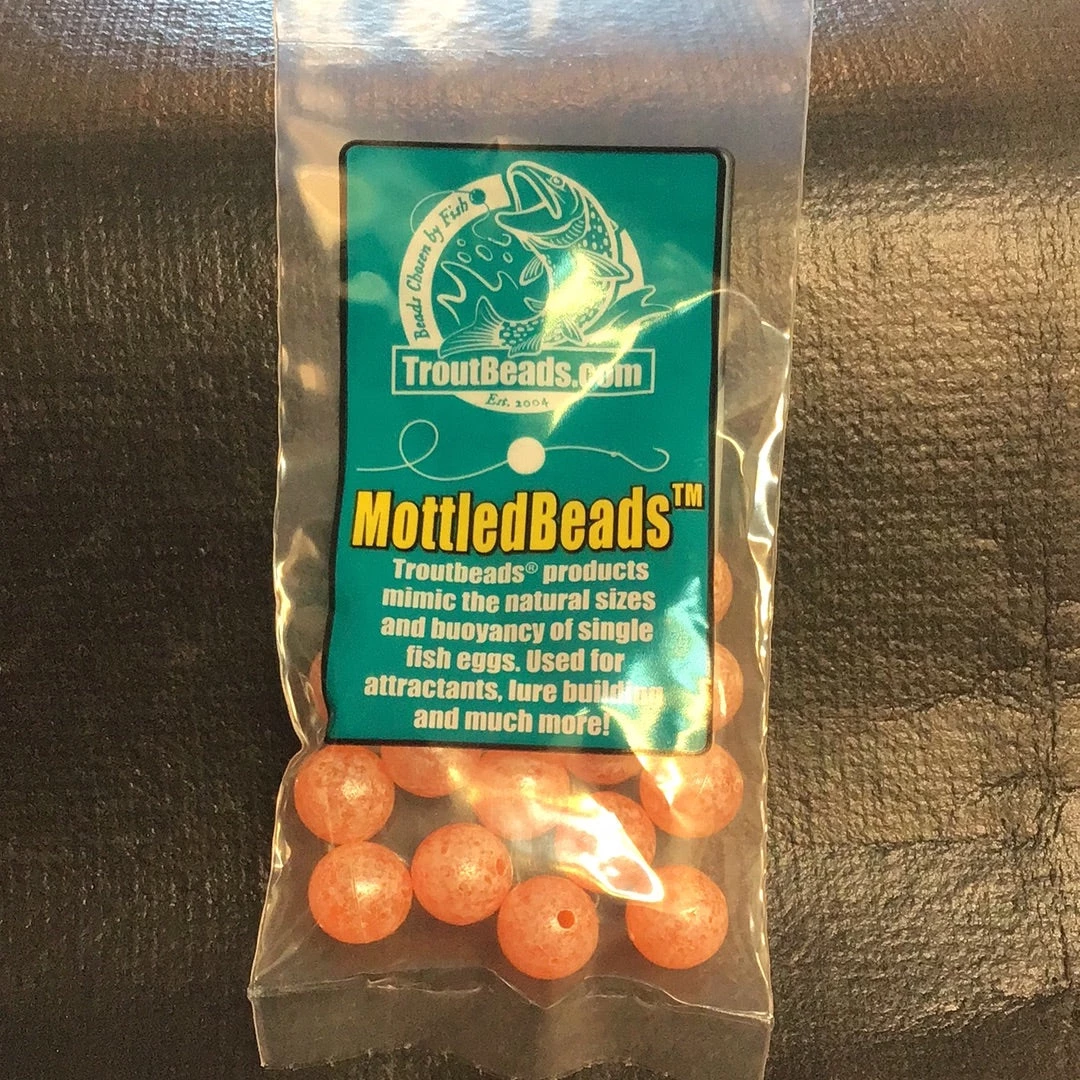 Beads Chosen by Fish
TroutBeads.com
Est. 2004
MottledBeads™
Troutbeads® products
mimic the natural sizes
and buoyancy of single
fish eggs. Used for
attractants, lure building
and much more!